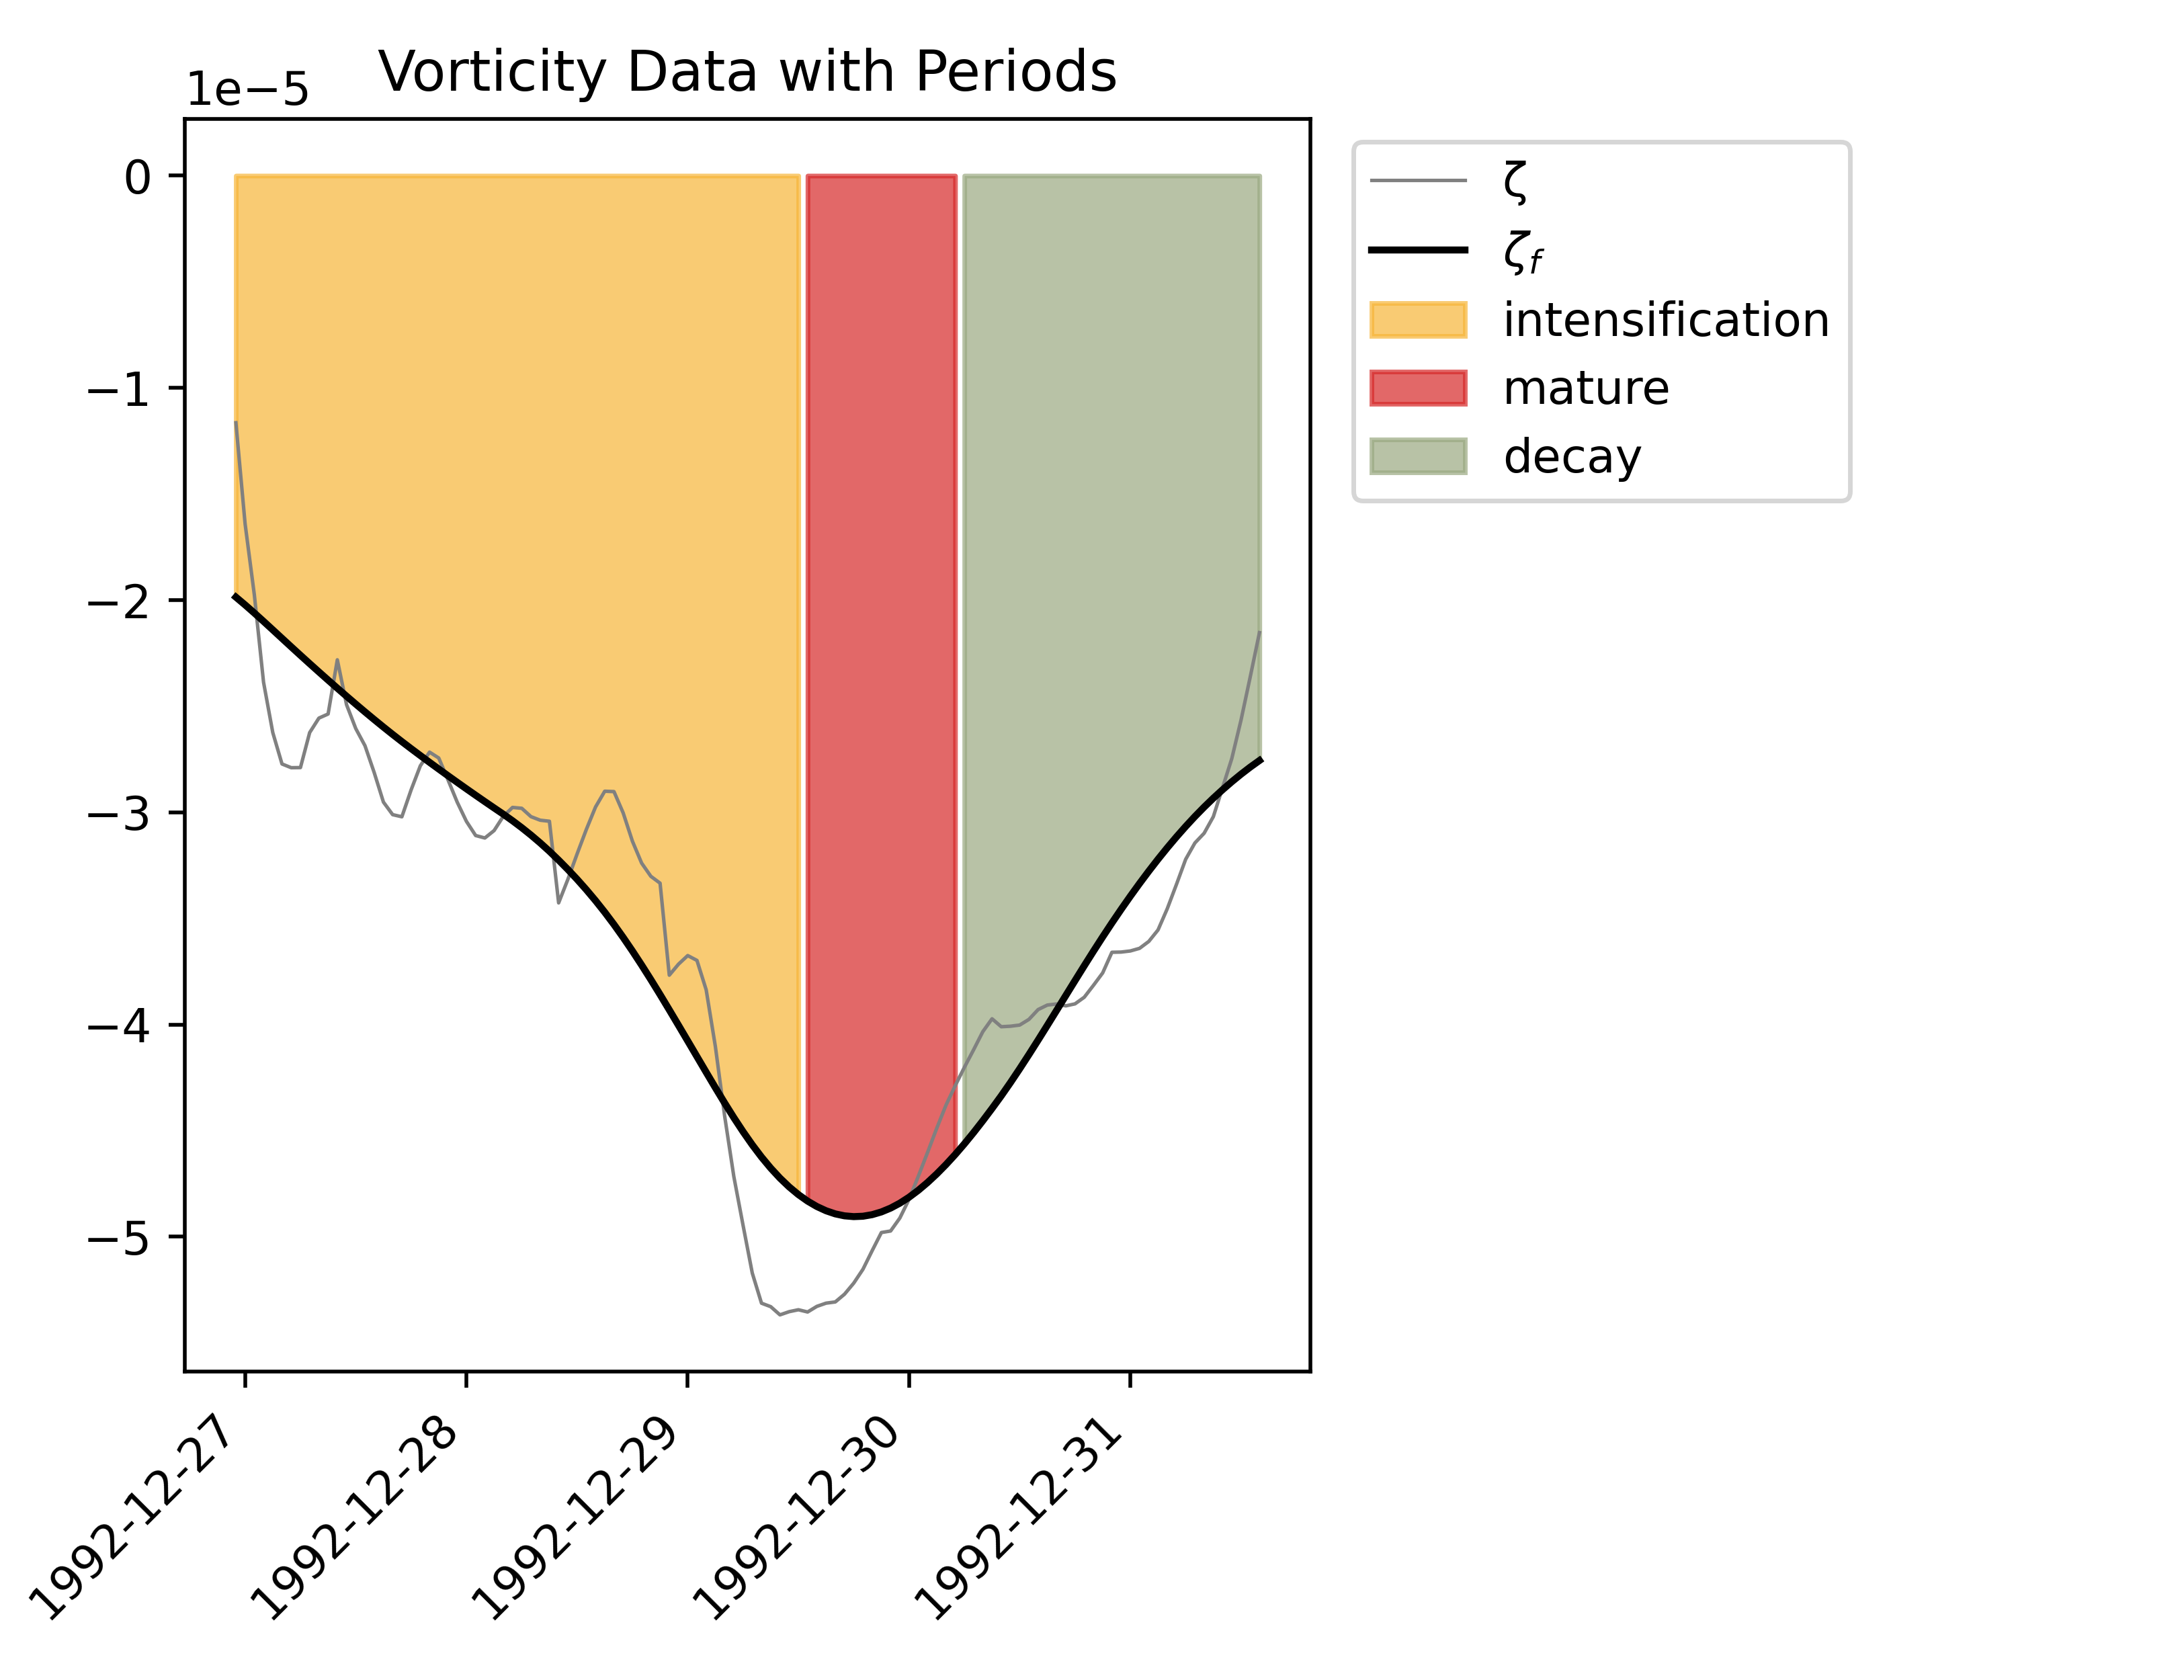 Vorticity Data with Periods
1e−5
0
−1
−2
−3
−4
−5
1992-12-27
1992-12-28
1992-12-29
1992-12-30
1992-12-31
ζ
ζf
intensification
mature
decay